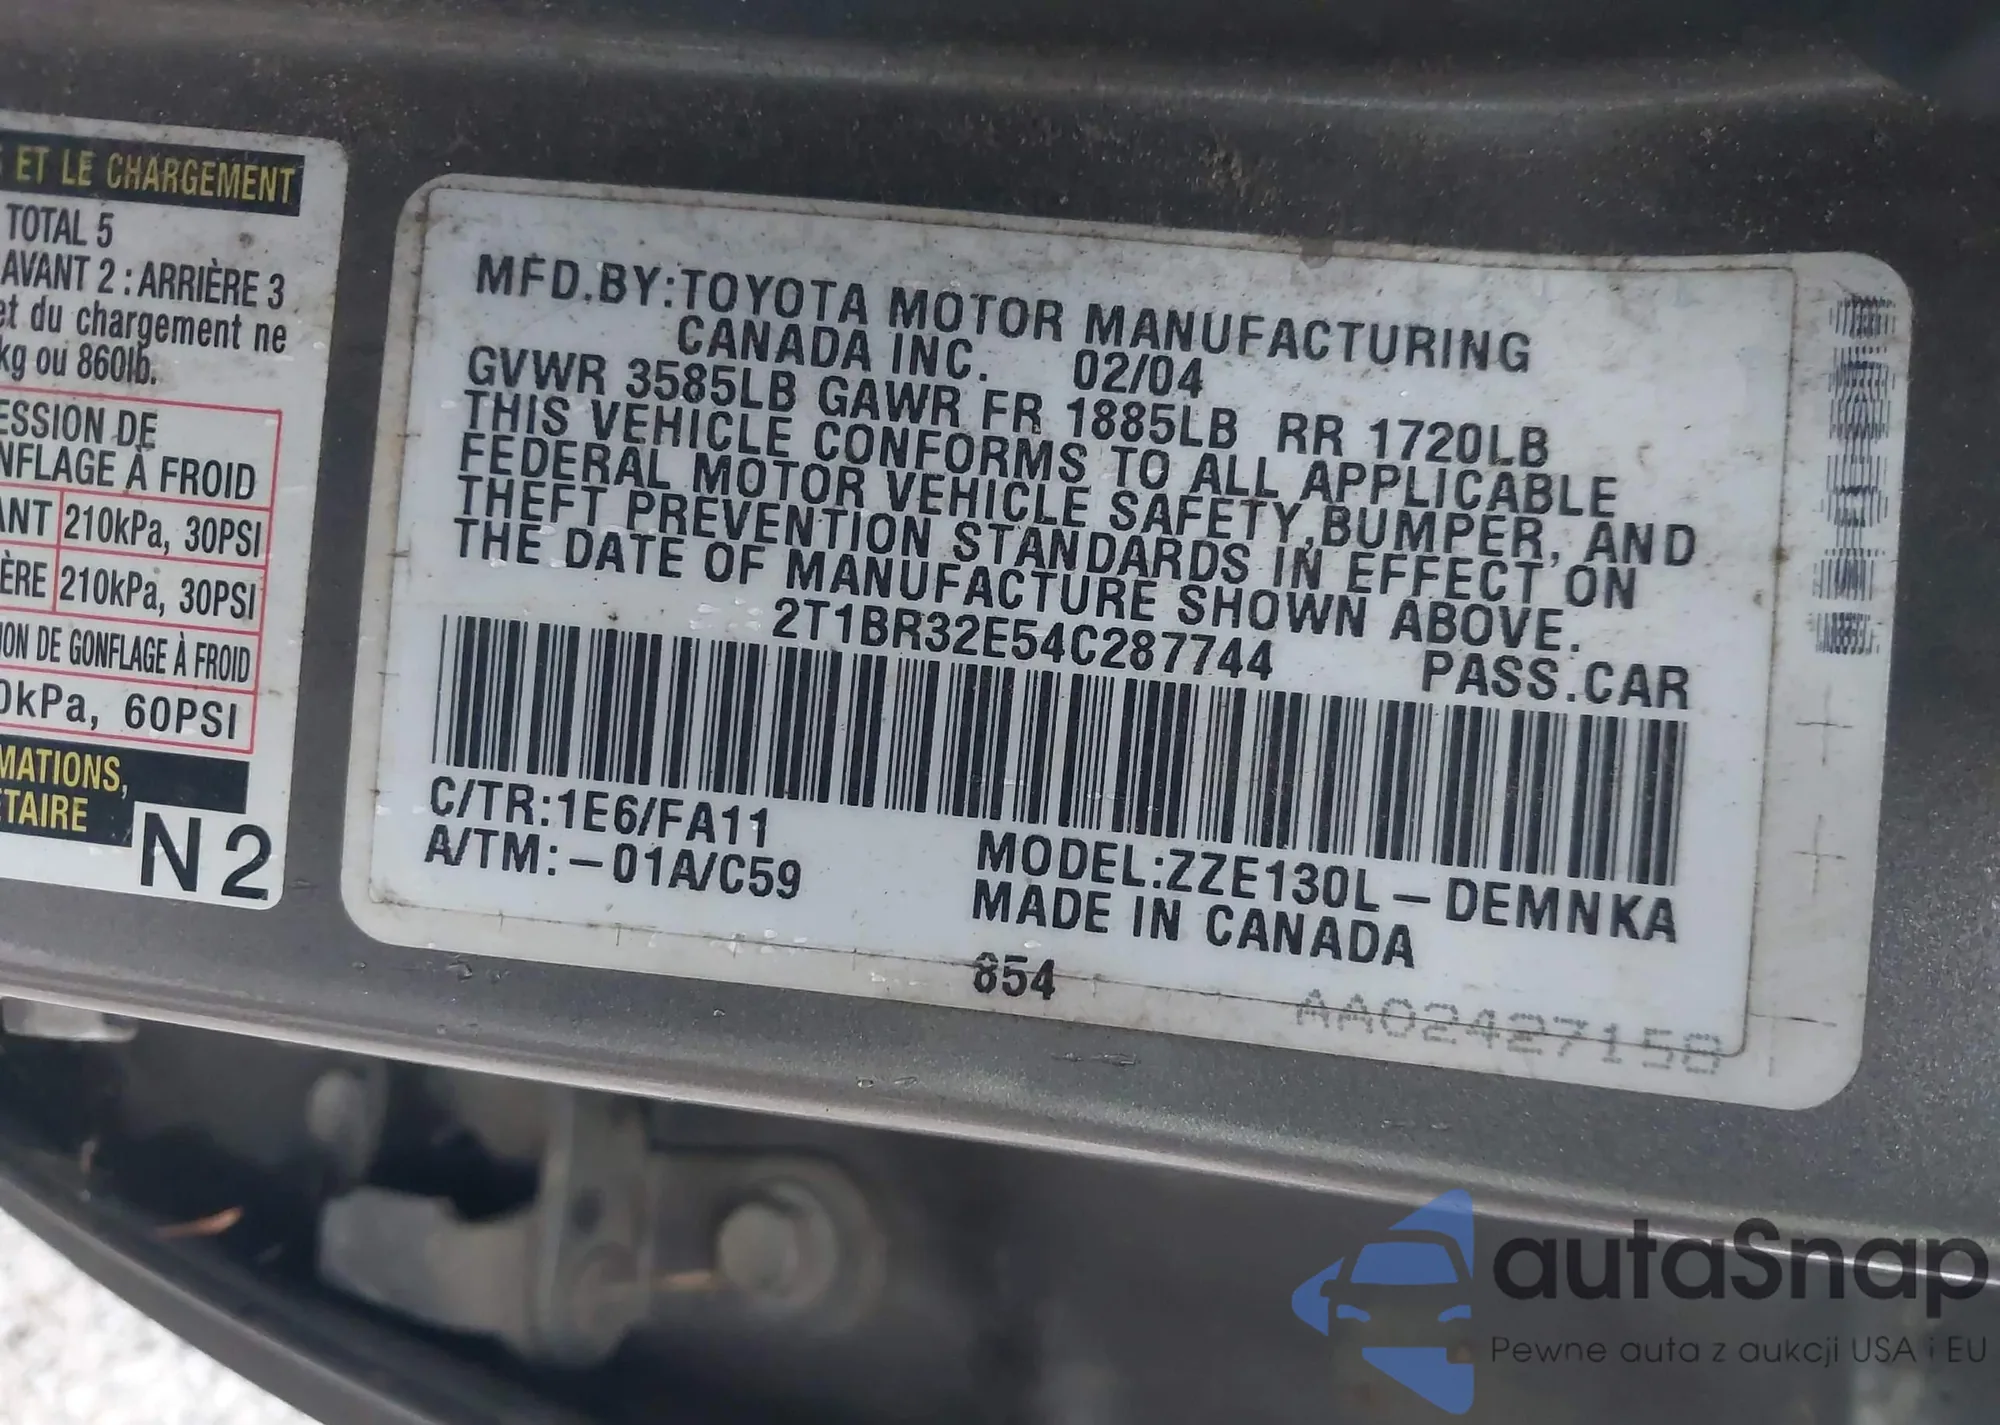 ET LE CHARGEMENT
TOTAL 5
AVANT 2 : ARRIÈRE 3
et du chargement ne
kg ou 860lb.
ESSION DE
NFLAGE À FROID
ANT 210kPa, 30PSI
ÈRE 210kPa, 30PSI
ION DE GONFLAGE À FROID
0kPa, 60PSI
MATIONS,
ÉTAIRE
N2
MFD.BY:TOYOTA MOTOR MANUFACTURING
CANADA INC. 02/04
GVWR 3585LB GAWR FR 1885LB RR 1720LB
THIS VEHICLE CONFORMS TO ALL APPLICABLE
FEDERAL MOTOR VEHICLE SAFETY,BUMPER, AND
THEFT PREVENTION STANDARDS IN EFFECT ON
THE DATE OF MANUFACTURE SHOWN ABOVE.
2T1BR32E54C287744 PASS.CAR
C/TR:1E6/FA11
A/TM:-01A/C59
MODEL:ZZE130L-DEMNKA
MADE IN CANADA
854
AA02427158
autaSnap
Pewne auta z aukcji USA i EU